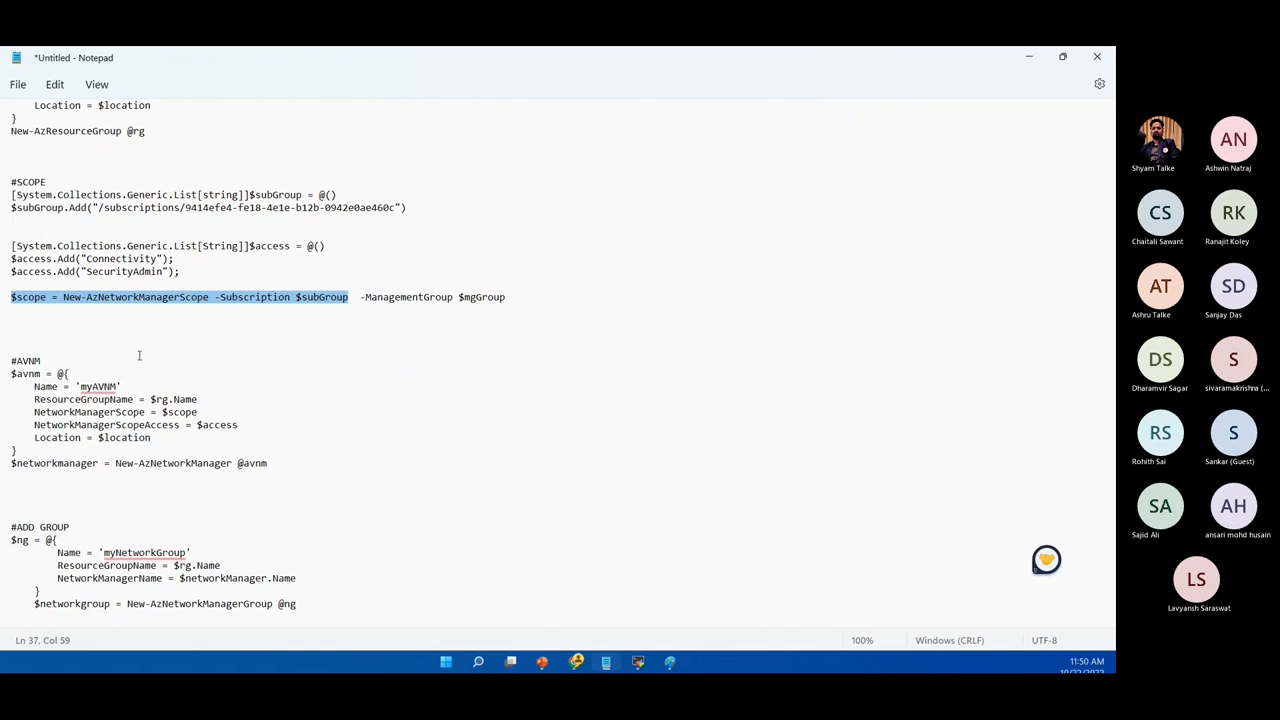 *Untitled - Notepad
File Edit View
Location = $location
}
New-AzResourceGroup @rg
#SCOPE
[System.Collections.Generic.List[string]]$subGroup = @()
$subGroup.Add("/subscriptions/9414efe4-fe18-4e1e-b12b-0942e0ae460c")
[System.Collections.Generic.List[String]]$access = @()
$access.Add("Connectivity");
$access.Add("SecurityAdmin");
$scope = New-AzNetworkManagerScope -Subscription $subGroup  -ManagementGroup $mgGroup
#AVNM
$avnm = @{
Name = 'myAVNM'
ResourceGroupName = $rg.Name
NetworkManagerScope = $scope
NetworkManagerScopeAccess = $access
Location = $location
}
$networkmanager = New-AzNetworkManager @avnm
#ADD GROUP
$ng = @{
Name = 'myNetworkGroup'
ResourceGroupName = $rg.Name
NetworkManagerName = $networkManager.Name
}
$networkgroup = New-AzNetworkManagerGroup @ng
Ln 37, Col 59
100%
Windows (CRLF)
UTF-8
11:50 AM
10/22/2022
AN
Shyam Talke
Ashwin Natraj
CS
RK
Chaitali Sawant
Ranajit Koley
AT
SD
Ashru Talke
Sanjay Das
DS
S
Dharamvir Sagar
sivaramakrishna (...
RS
S
Rohith Sai
Sankar (Guest)
SA
AH
Sajid Ali
ansari mohd husain
LS
Lavyansh Saraswat